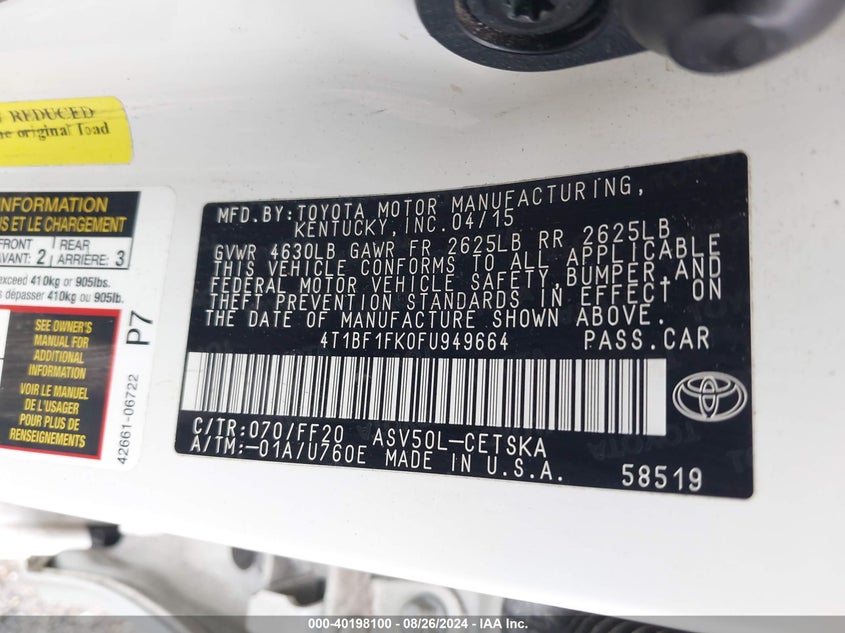 REDUCED
he original load
INFORMATION
US ET LE CHARGEMENT
FRONT
AVANT: 2
REAR
ARRIÈRE: 3
exceed 410kg or 905lbs.
dépasser 410kg ou 905lb.
SEE OWNER'S
MANUAL FOR
ADDITIONAL
INFORMATION
VOIR LE MANUEL
DE L'USAGER
POUR PLUS DE
RENSEIGNEMENTS
P7
42661-06722
MFD.BY:TOYOTA MOTOR MANUFACTURING,
KENTUCKY, INC. 04/15
GVWR 4630LB GAWR FR 2625LB RR 2625LB
THIS VEHICLE CONFORMS TO ALL APPLICABLE
FEDERAL MOTOR VEHICLE SAFETY,BUMPER,AND
THEFT PREVENTION STANDARDS IN EFFECT ON
THE DATE OF MANUFACTURE SHOWN ABOVE.
4T1BF1FK0FU949664 PASS.CAR
C/TR:070/FF20 ASV50L-CETSKA
A/TM:-01A/U760E MADE IN U.S.A.
58519
000-40198100 - 08/26/2024 - IAA Inc.